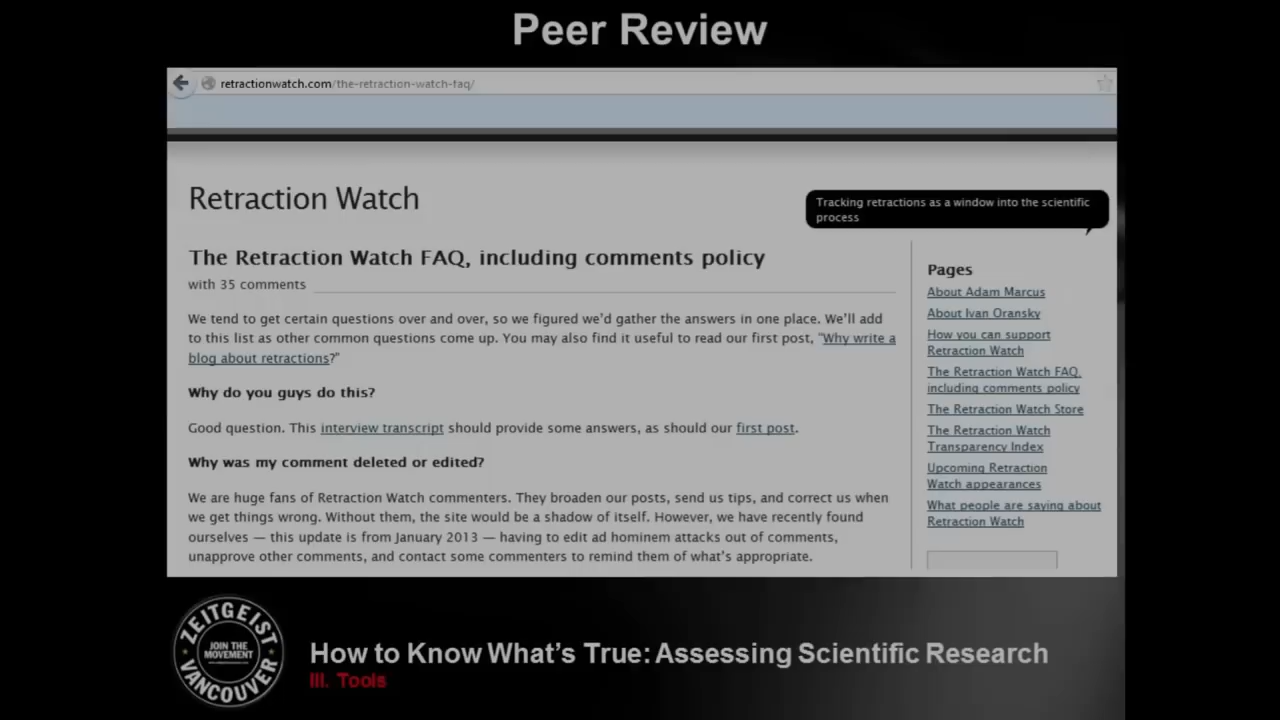 Peer Review
retractionwatch.com/the-retraction-watch-faq/
Retraction Watch
Tracking retractions as a window into the scientific
process
The Retraction Watch FAQ, including comments policy
with 35 comments
We tend to get certain questions over and over, so we figured we'd gather the answers in one place. We'll add
to this list as other common questions come up. You may also find it useful to read our first post, "Why write a
blog about retractions?"
Why do you guys do this?
Good question. This interview transcript should provide some answers, as should our first post.
Why was my comment deleted or edited?
We are huge fans of Retraction Watch commenters. They broaden our posts, send us tips, and correct us when
we get things wrong. Without them, the site would be a shadow of itself. However, we have recently found
ourselves — this update is from January 2013 — having to edit ad hominem attacks out of comments,
unapprove other comments, and contact some commenters to remind them of what's appropriate.
Pages
About Adam Marcus
About Ivan Oransky
How you can support
Retraction Watch
The Retraction Watch FAQ,
including comments policy
The Retraction Watch Store
The Retraction Watch
Transparency Index
Upcoming Retraction
Watch appearances
What people are saying about
Retraction Watch
ZEITGEIST
JOIN THE
MOVEMENT
VANCOUVER
How to Know What's True: Assessing Scientific Research
III. Tools